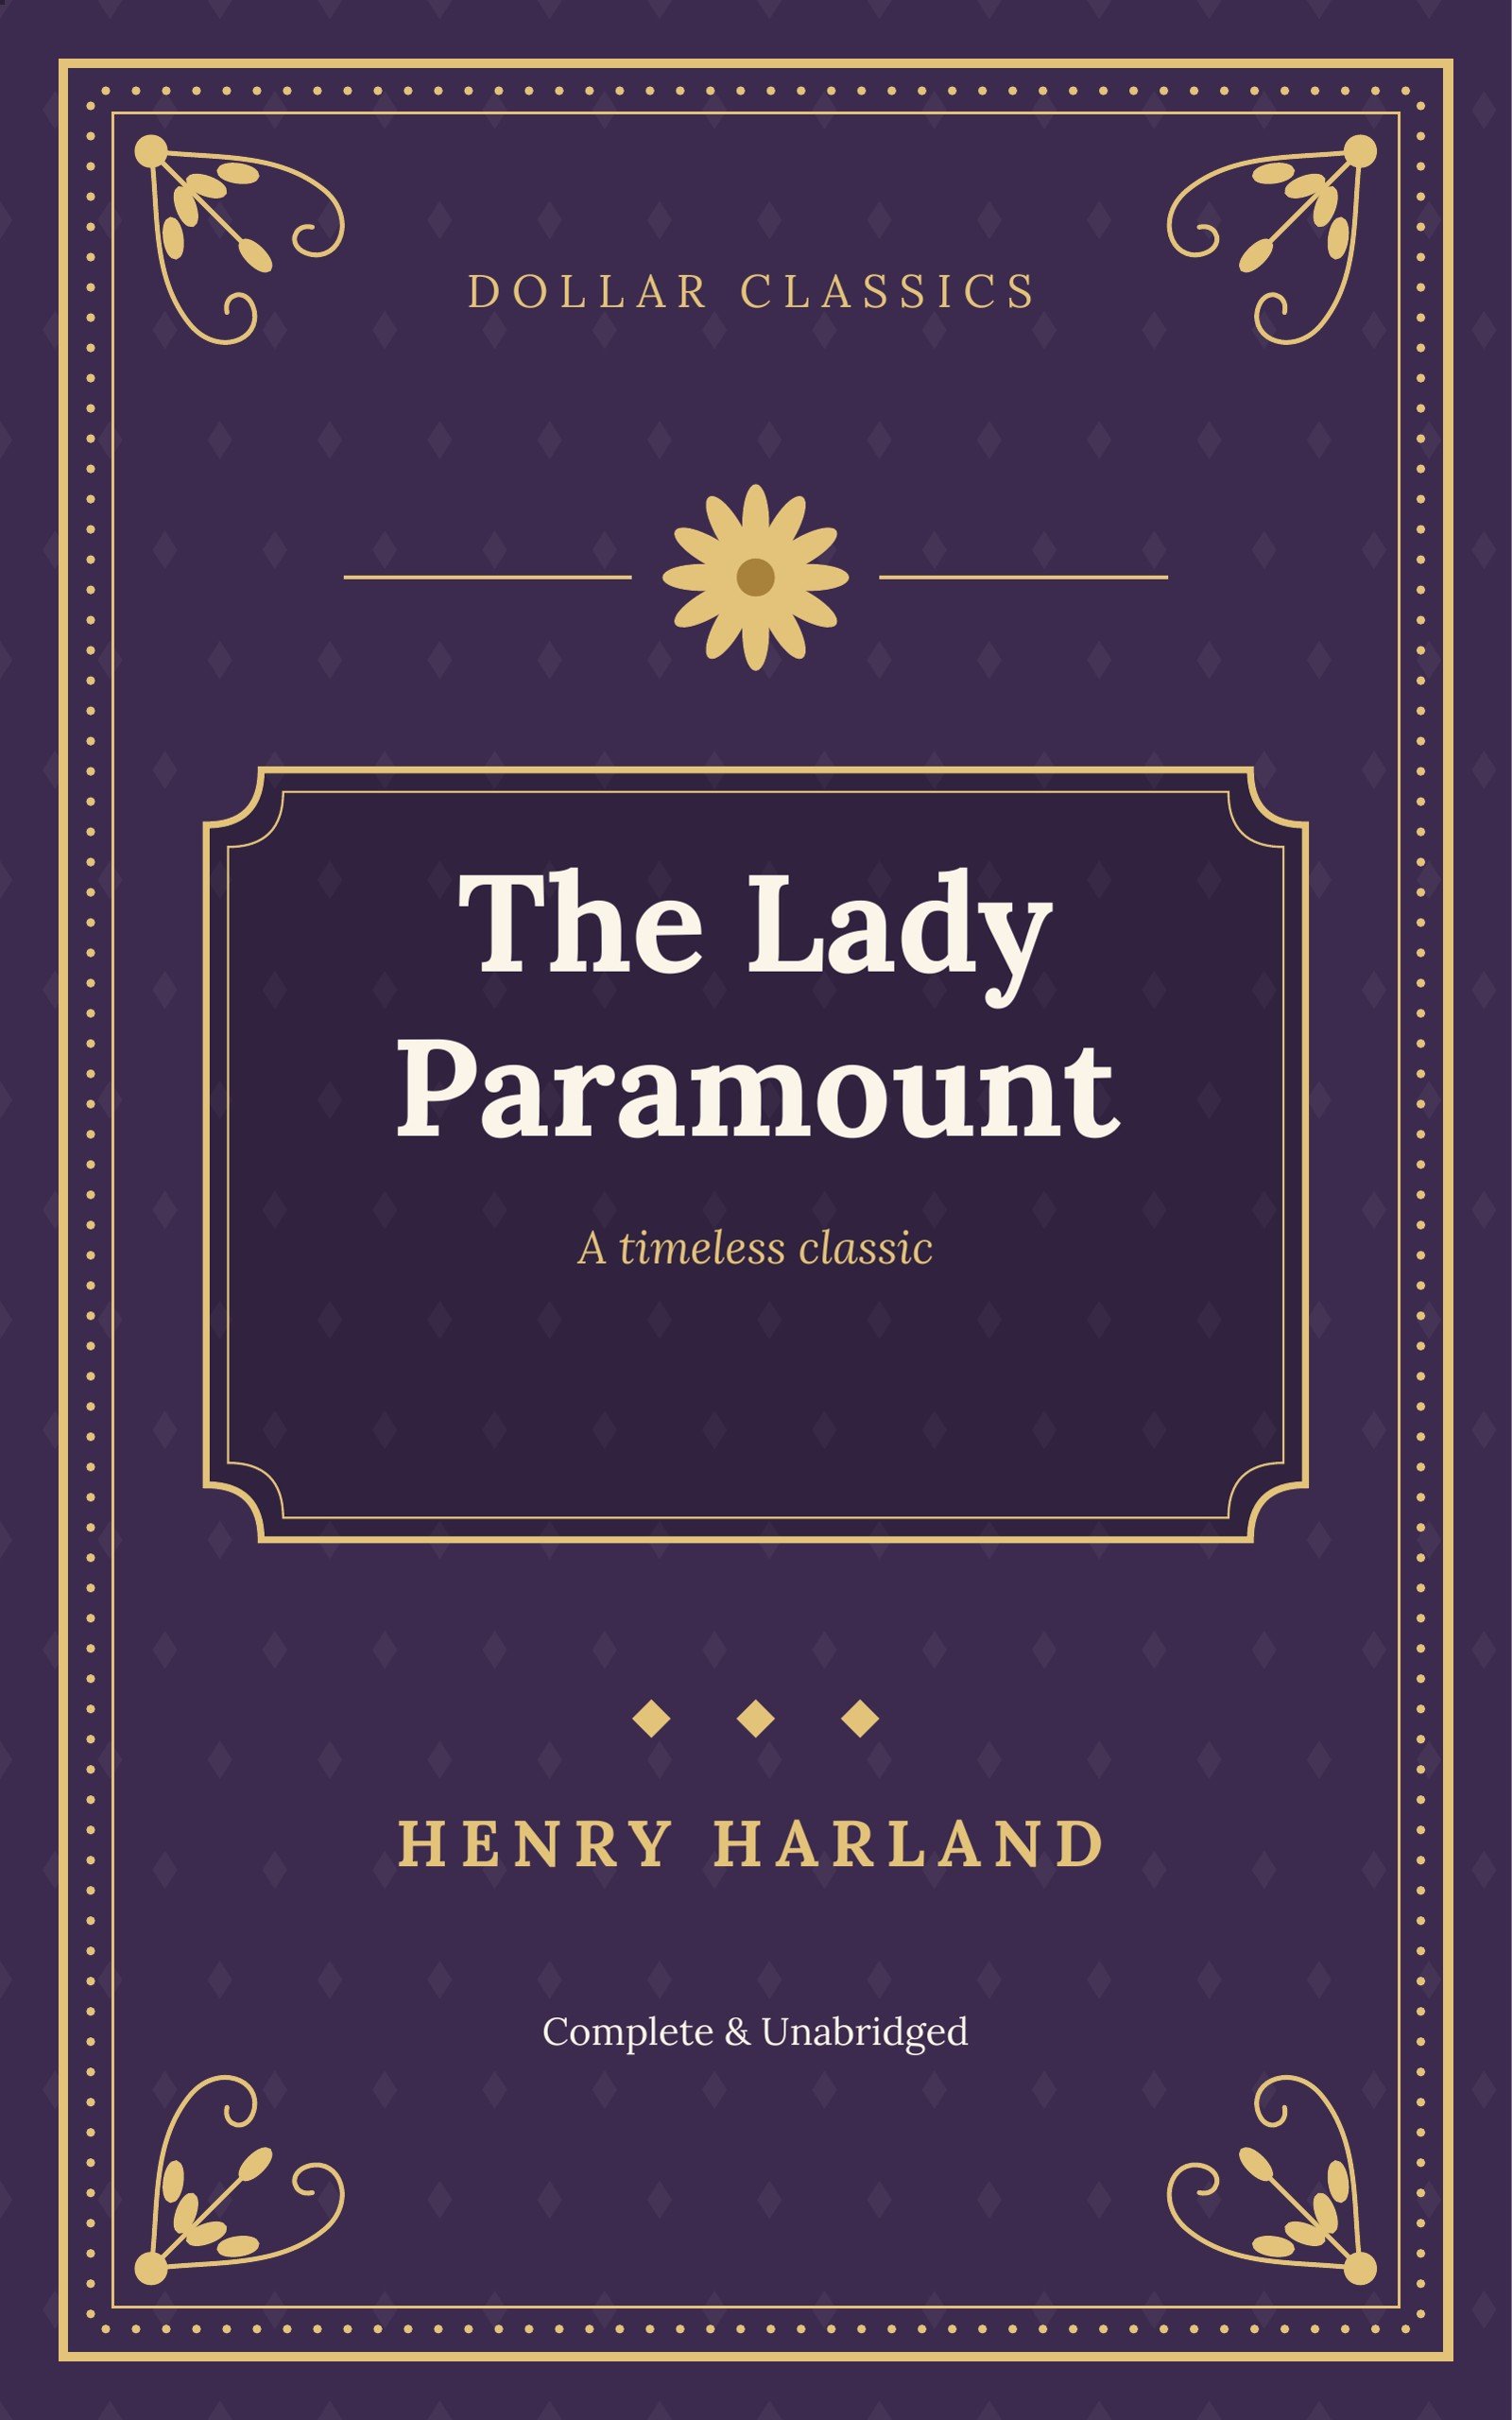 DOLLAR CLASSICS
The Lady
Paramount
A timeless classic
HENRY HARLAND
Complete & Unabridged